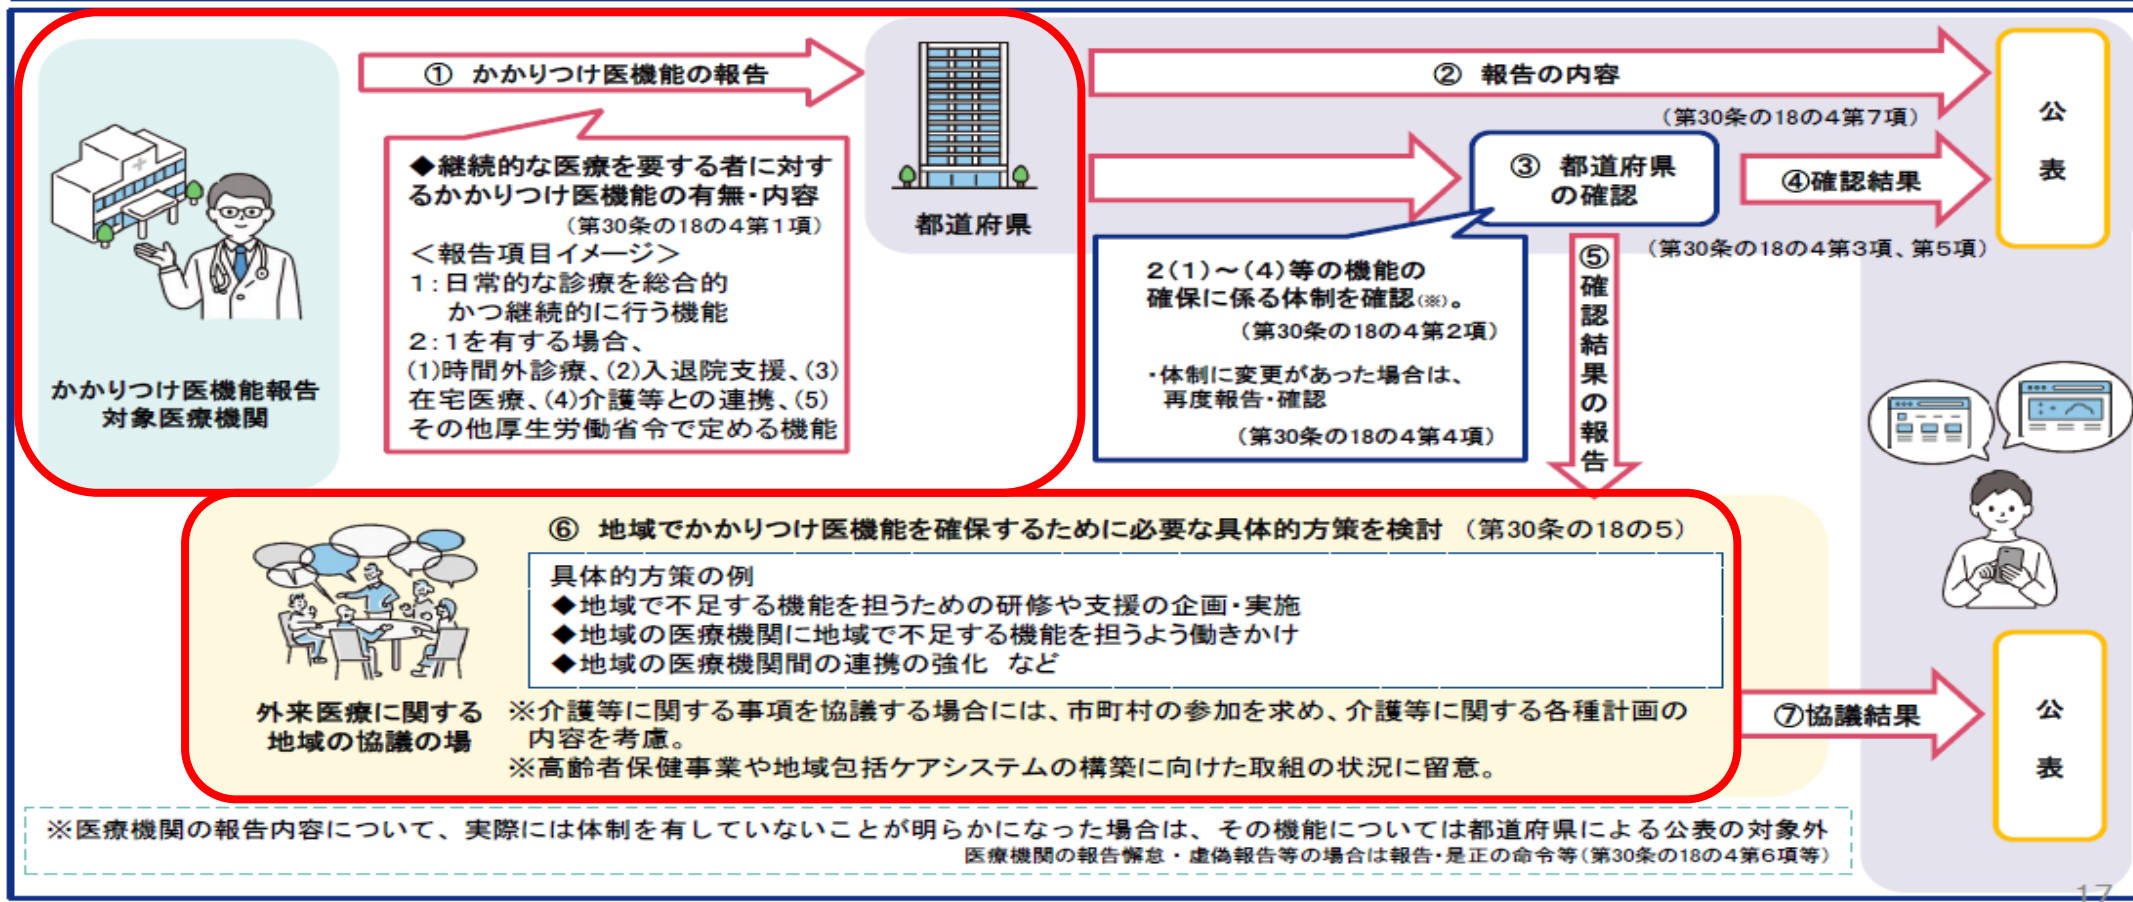 ① かかりつけ医機能の報告
② 報告の内容
(第30条の18の4第7項)
公
表
◆継続的な医療を要する者に対す
るかかりつけ医機能の有無・内容
(第30条の18の4第1項)
<報告項目イメージ>
1:日常的な診療を総合的
かつ継続的に行う機能
2:1を有する場合、
(1)時間外診療、(2)入退院支援、(3)
在宅医療、(4)介護等との連携、(5)
その他厚生労働省令で定める機能
かかりつけ医機能報告
対象医療機関
都道府県
③ 都道府県
の確認
④確認結果
(第30条の18の4第3項、第5項)
2(1)~(4)等の機能の
確保に係る体制を確認(※)。
(第30条の18の4第2項)
・体制に変更があった場合は、
再度報告・確認
(第30条の18の4第4項)
⑤確認結果の報告
⑥ 地域でかかりつけ医機能を確保するために必要な具体的方策を検討 (第30条の18の5)
具体的方策の例
◆地域で不足する機能を担うための研修や支援の企画・実施
◆地域の医療機関に地域で不足する機能を担うよう働きかけ
◆地域の医療機関間の連携の強化 など
外来医療に関する
地域の協議の場
※介護等に関する事項を協議する場合には、市町村の参加を求め、介護等に関する各種計画の
内容を考慮。
※高齢者保健事業や地域包括ケアシステムの構築に向けた取組の状況に留意。
⑦協議結果
公
表
※医療機関の報告内容について、実際には体制を有していないことが明らかになった場合は、その機能については都道府県による公表の対象外
医療機関の報告懈怠・虚偽報告等の場合は報告・是正の命令等(第30条の18の4第6項等)
17